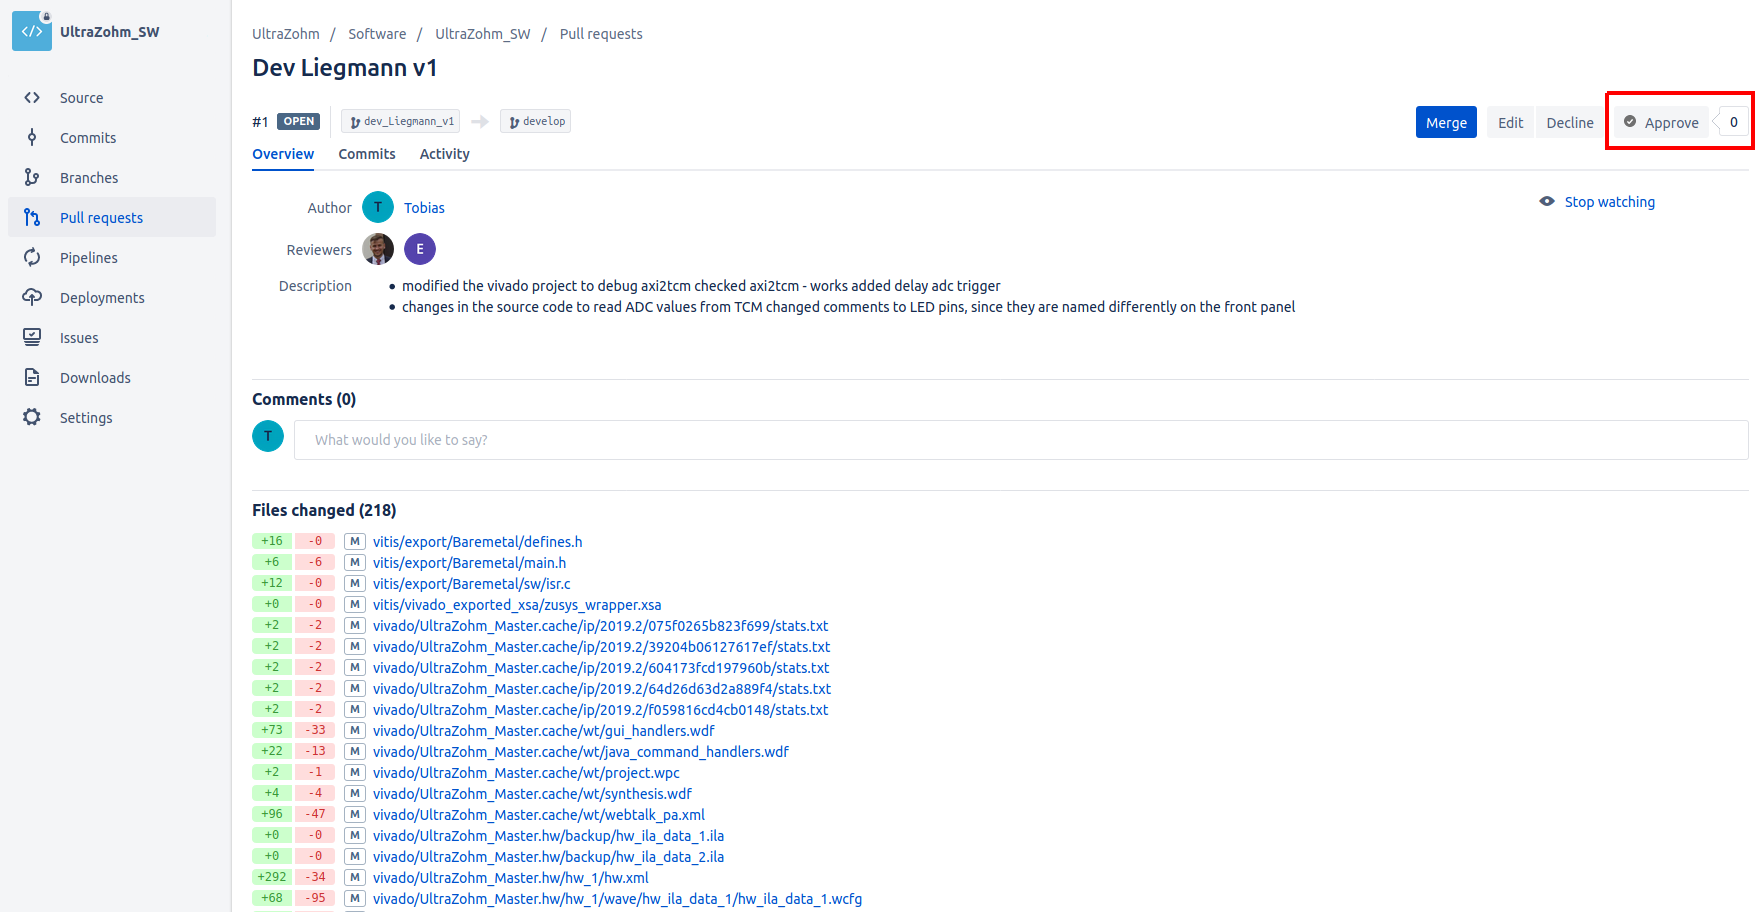 </>
UltraZohm_SW
Source
Commits
Branches
Pull requests
Pipelines
Deployments
Issues
Downloads
Settings
UltraZohm / Software / UltraZohm_SW / Pull requests
Dev Liegmann v1
#1 OPEN dev_Liegmann_v1 develop
Merge Edit Decline Approve 0
Overview Commits Activity
Author T Tobias
Stop watching
Reviewers E
Description • modified the vivado project to debug axi2tcm checked axi2tcm - works added delay adc trigger
• changes in the source code to read ADC values from TCM changed comments to LED pins, since they are named differently on the front panel
Comments (0)
T What would you like to say?
Files changed (218)
+16 -0 M vitis/export/Baremetal/defines.h
+6 -6 M vitis/export/Baremetal/main.h
+12 -0 M vitis/export/Baremetal/sw/isr.c
+0 -0 M vitis/vivado_exported_xsa/zusys_wrapper.xsa
+2 -2 M vivado/UltraZohm_Master.cache/ip/2019.2/075f0265b823f699/stats.txt
+2 -2 M vivado/UltraZohm_Master.cache/ip/2019.2/39204b06127617ef/stats.txt
+2 -2 M vivado/UltraZohm_Master.cache/ip/2019.2/604173fcd197960b/stats.txt
+2 -2 M vivado/UltraZohm_Master.cache/ip/2019.2/64d26d63d2a889f4/stats.txt
+2 -2 M vivado/UltraZohm_Master.cache/ip/2019.2/f059816cd4cb0148/stats.txt
+73 -33 M vivado/UltraZohm_Master.cache/wt/gui_handlers.wdf
+22 -13 M vivado/UltraZohm_Master.cache/wt/java_command_handlers.wdf
+2 -1 M vivado/UltraZohm_Master.cache/wt/project.wpc
+4 -4 M vivado/UltraZohm_Master.cache/wt/synthesis.wdf
+96 -47 M vivado/UltraZohm_Master.cache/wt/webtalk_pa.xml
+0 -0 M vivado/UltraZohm_Master.hw/backup/hw_ila_data_1.ila
+0 -0 M vivado/UltraZohm_Master.hw/backup/hw_ila_data_2.ila
+292 -34 M vivado/UltraZohm_Master.hw/hw_1/hw.xml
+68 -95 M vivado/UltraZohm_Master.hw/hw_1/wave/hw_ila_data_1/hw_ila_data_1.wcfg